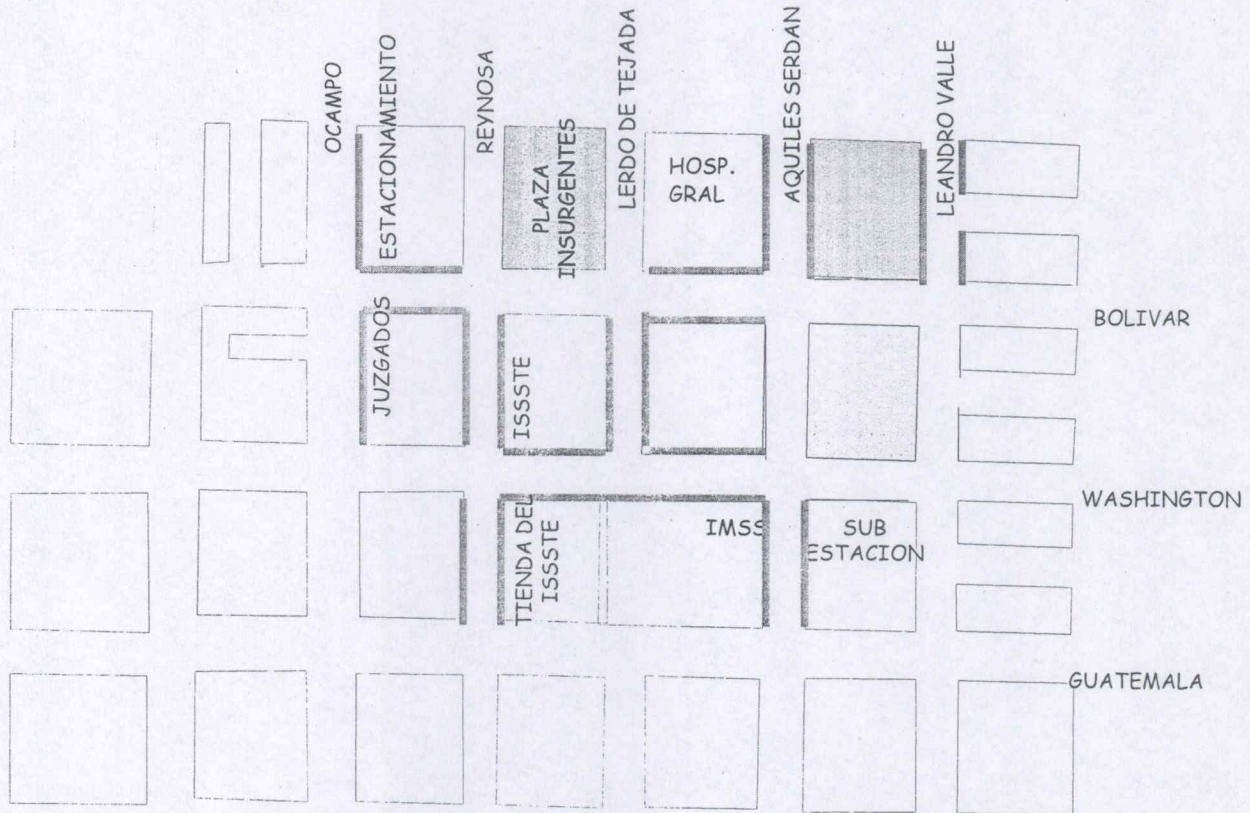 OCAMPO
ESTACIONAMIENTO
REYNOSA
PLAZA
INSURGENTES
LERDO DE TEJADA
HOSP.
GRAL
AQUILES SERDAN
LEANDRO VALLE
JUZGADOS
ISSSTE
BOLIVAR
TIENDA DEL
ISSSTE
IMSS
SUB
ESTACION
WASHINGTON
GUATEMALA